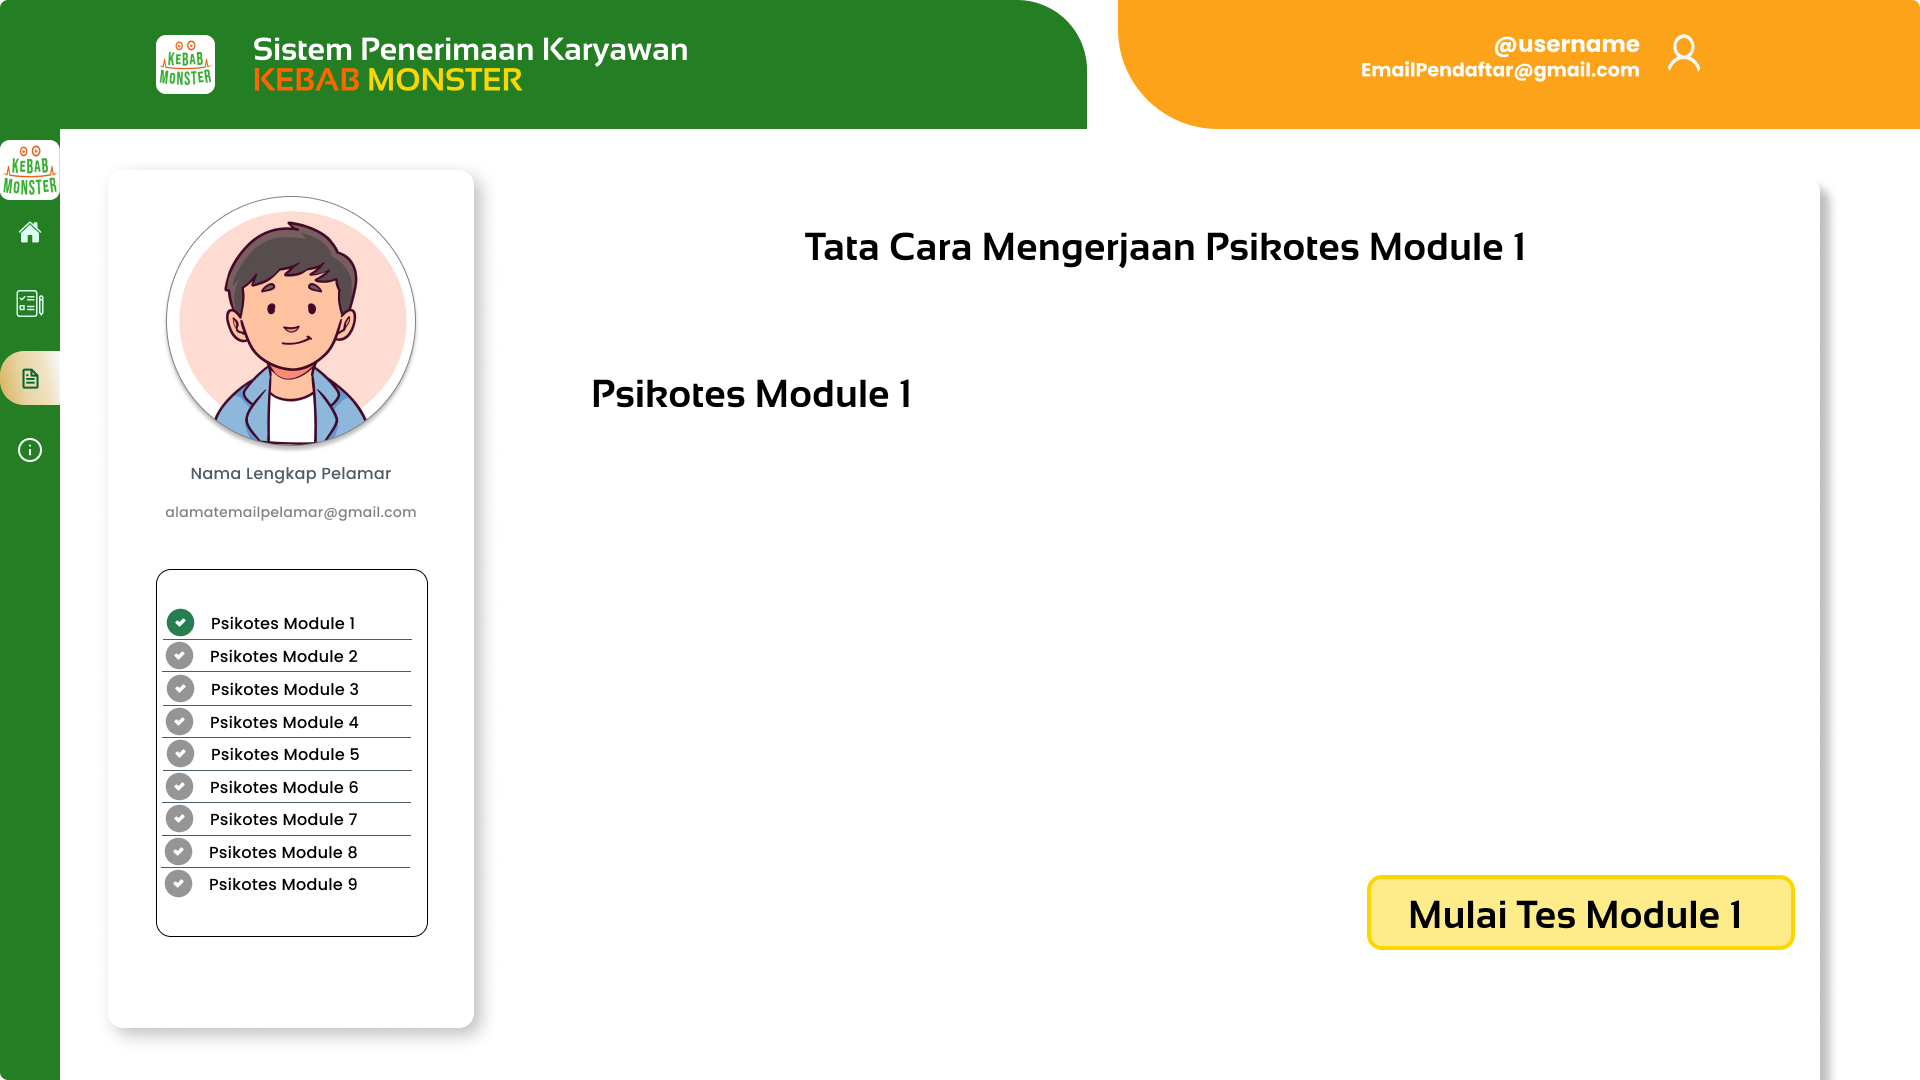 KEBAB
MONSTER
Sistem Penerimaan Karyawan
KEBAB MONSTER
@username
EmailPendaftar@gmail.com
KEBAB
MONSTER
Nama Lengkap Pelamar
alamatemailpelamar@gmail.com
Psikotes Module 1
Psikotes Module 2
Psikotes Module 3
Psikotes Module 4
Psikotes Module 5
Psikotes Module 6
Psikotes Module 7
Psikotes Module 8
Psikotes Module 9
Tata Cara Mengerjaan Psikotes Module 1
Psikotes Module 1
Mulai Tes Module 1